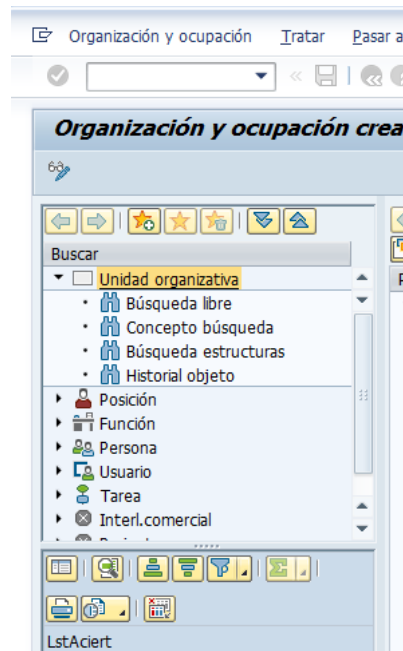 Organización y ocupación Tratar Pasar a
Organización y ocupación crea
Buscar
Unidad organizativa
Búsqueda libre
Concepto búsqueda
Búsqueda estructuras
Historial objeto
Posición
Función
Persona
Usuario
Tarea
Interl.comercial
LstAciert